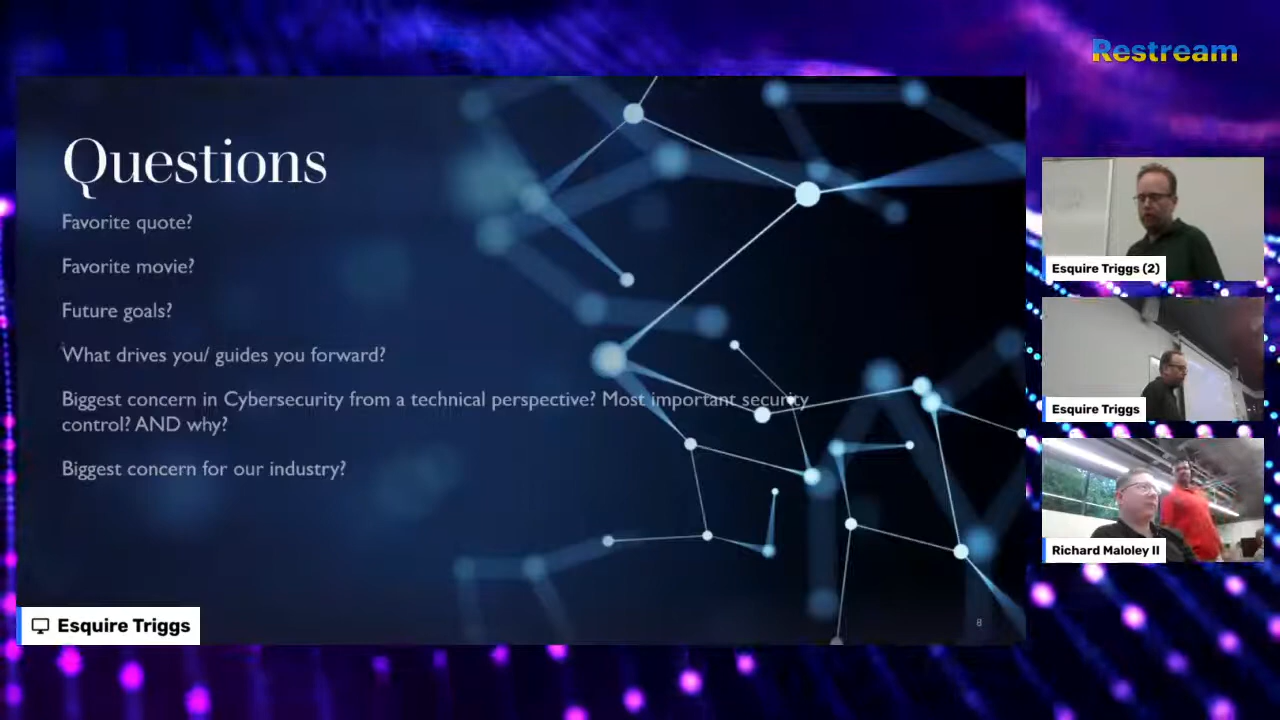 Restream
Questions
Favorite quote?
Favorite movie?
Future goals?
What drives you/ guides you forward?
Biggest concern in Cybersecurity from a technical perspective? Most important security
control? AND why?
Biggest concern for our industry?
8
Esquire Triggs
Esquire Triggs (2)
Esquire Triggs
Richard Maloley II